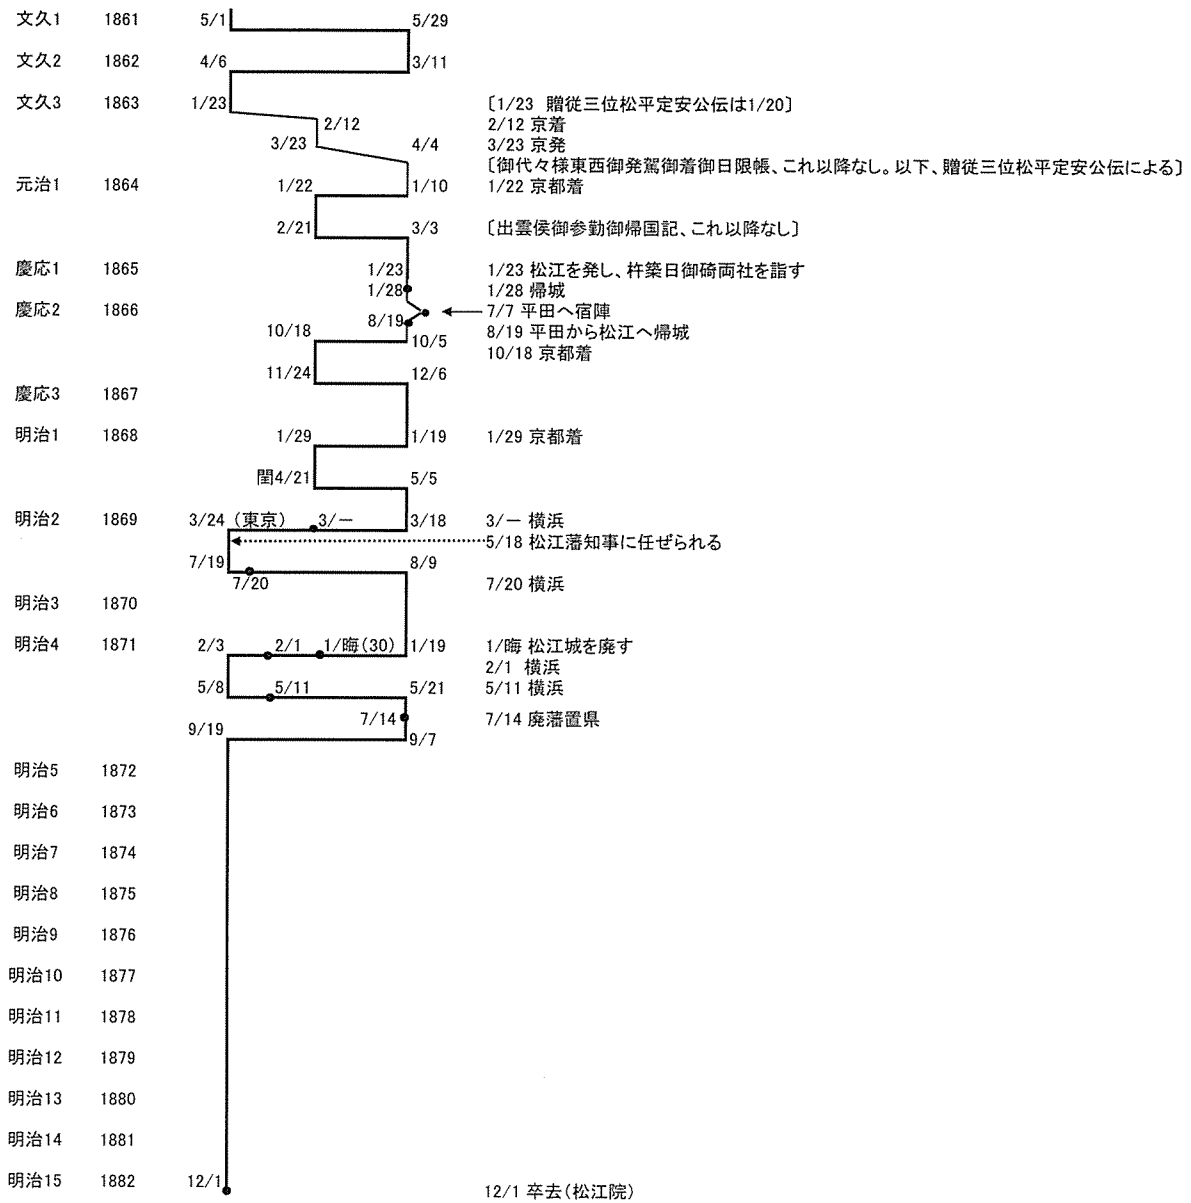 文久1 1861 5/1 5/29
文久2 1862 4/6 3/11
文久3 1863 1/23 〔1/23 贈従三位松平定安公伝は1/20〕
2/12 2/12 京着
3/23 4/4 3/23 京発
〔御代々様東西御発駕御着御日限帳、これ以降なし。以下、贈従三位松平定安公伝による〕
元治1 1864 1/22 1/10 1/22 京都着
2/21 3/3 〔出雲侯御参勤御帰国記、これ以降なし〕
慶応1 1865 1/23 1/23 松江を発し、杵築日御碕両社を詣す
1/28 1/28 帰城
慶応2 1866 7/7 平田へ宿陣
8/19 8/19 平田から松江へ帰城
10/18 10/5 10/18 京都着
11/24 12/6
慶応3 1867
明治1 1868 1/29 1/19 1/29 京都着
閏4/21 5/5
明治2 1869 3/24 (東京) 3/ー 3/18 3/ー 横浜
5/18 松江藩知事に任ぜられる
7/19 8/9
7/20 7/20 横浜
明治3 1870
明治4 1871 2/3 2/1 1/晦(30) 1/19 1/晦 松江城を廃す
2/1 横浜
5/8 5/11 5/21 5/11 横浜
7/14 7/14 廃藩置県
9/19 9/7
明治5 1872
明治6 1873
明治7 1874
明治8 1875
明治9 1876
明治10 1877
明治11 1878
明治12 1879
明治13 1880
明治14 1881
明治15 1882 12/1 12/1 卒去(松江院)